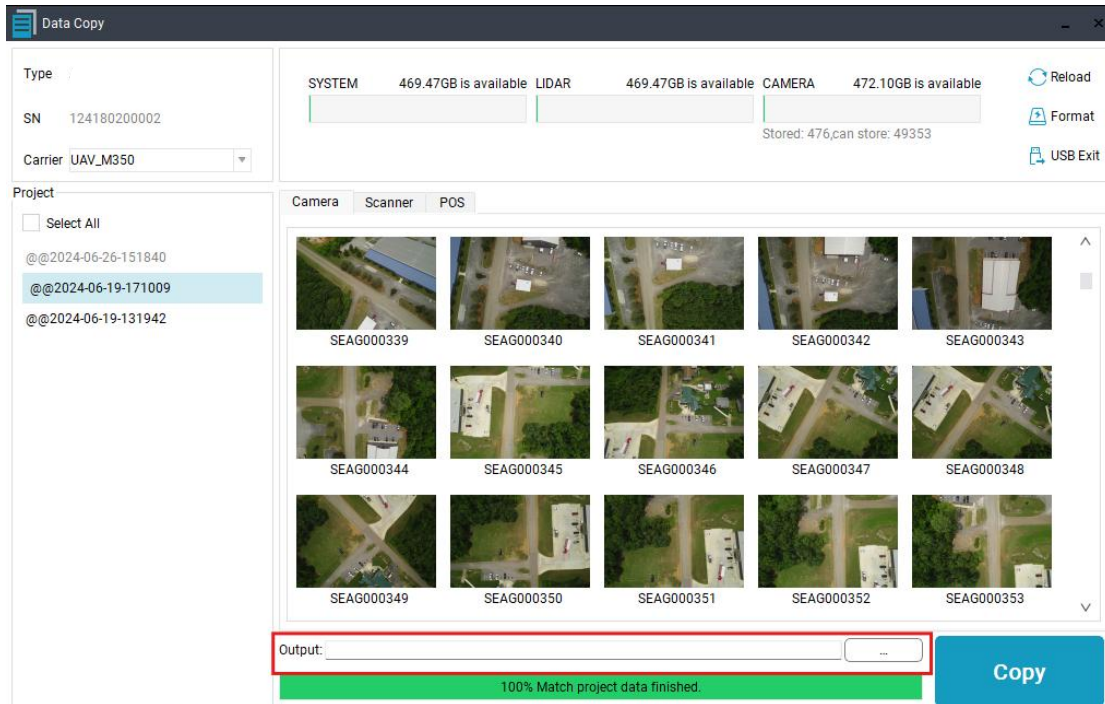 Data Copy
Type
SN 124180200002
Carrier UAV_M350
SYSTEM 469.47GB is available LIDAR 469.47GB is available CAMERA 472.10GB is available
Stored: 476,can store: 49353
Reload
Format
USB Exit
Project
Select All
@@2024-06-26-151840
@@2024-06-19-171009
@@2024-06-19-131942
Camera Scanner POS
SEAG000339 SEAG000340 SEAG000341 SEAG000342 SEAG000343
SEAG000344 SEAG000345 SEAG000346 SEAG000347 SEAG000348
SEAG000349 SEAG000350 SEAG000351 SEAG000352 SEAG000353
Output: ...
100% Match project data finished.
Copy